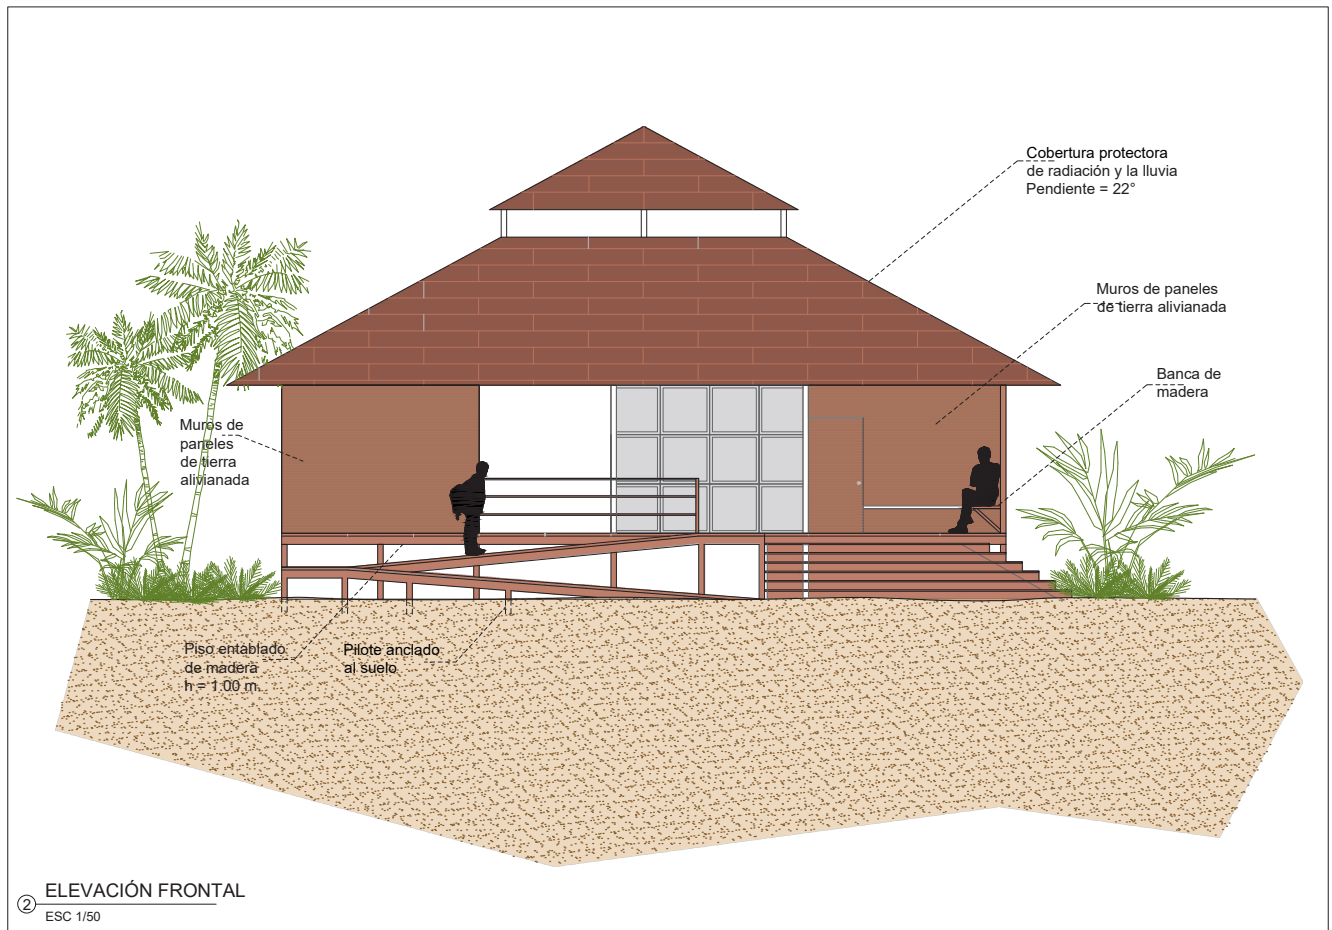 Cobertura protectora
de radiación y la lluvia
Pendiente = 22°
Muros de paneles
de tierra alivianada
Banca de
madera
Muros de
paneles
de tierra
alivianada
Piso entablado
de madera
h = 1.00 m.
Pilote anclado
al suelo
2
ELEVACIÓN FRONTAL
ESC 1/50